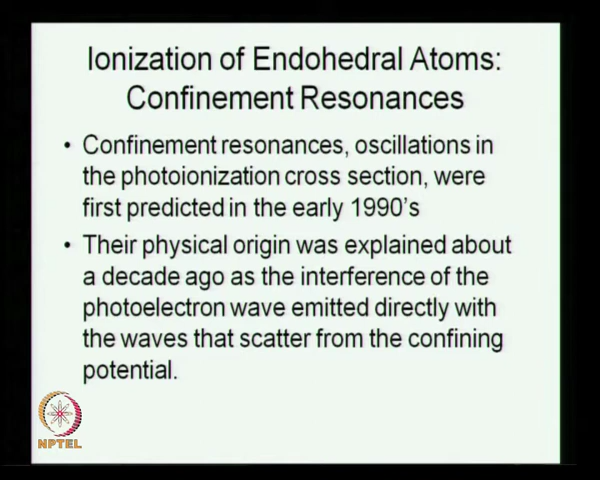 Ionization of Endohedral Atoms:
Confinement Resonances
• Confinement resonances, oscillations in
the photoionization cross section, were
first predicted in the early 1990's
• Their physical origin was explained about
a decade ago as the interference of the
photoelectron wave emitted directly with
the waves that scatter from the confining
potential.
NPTEL